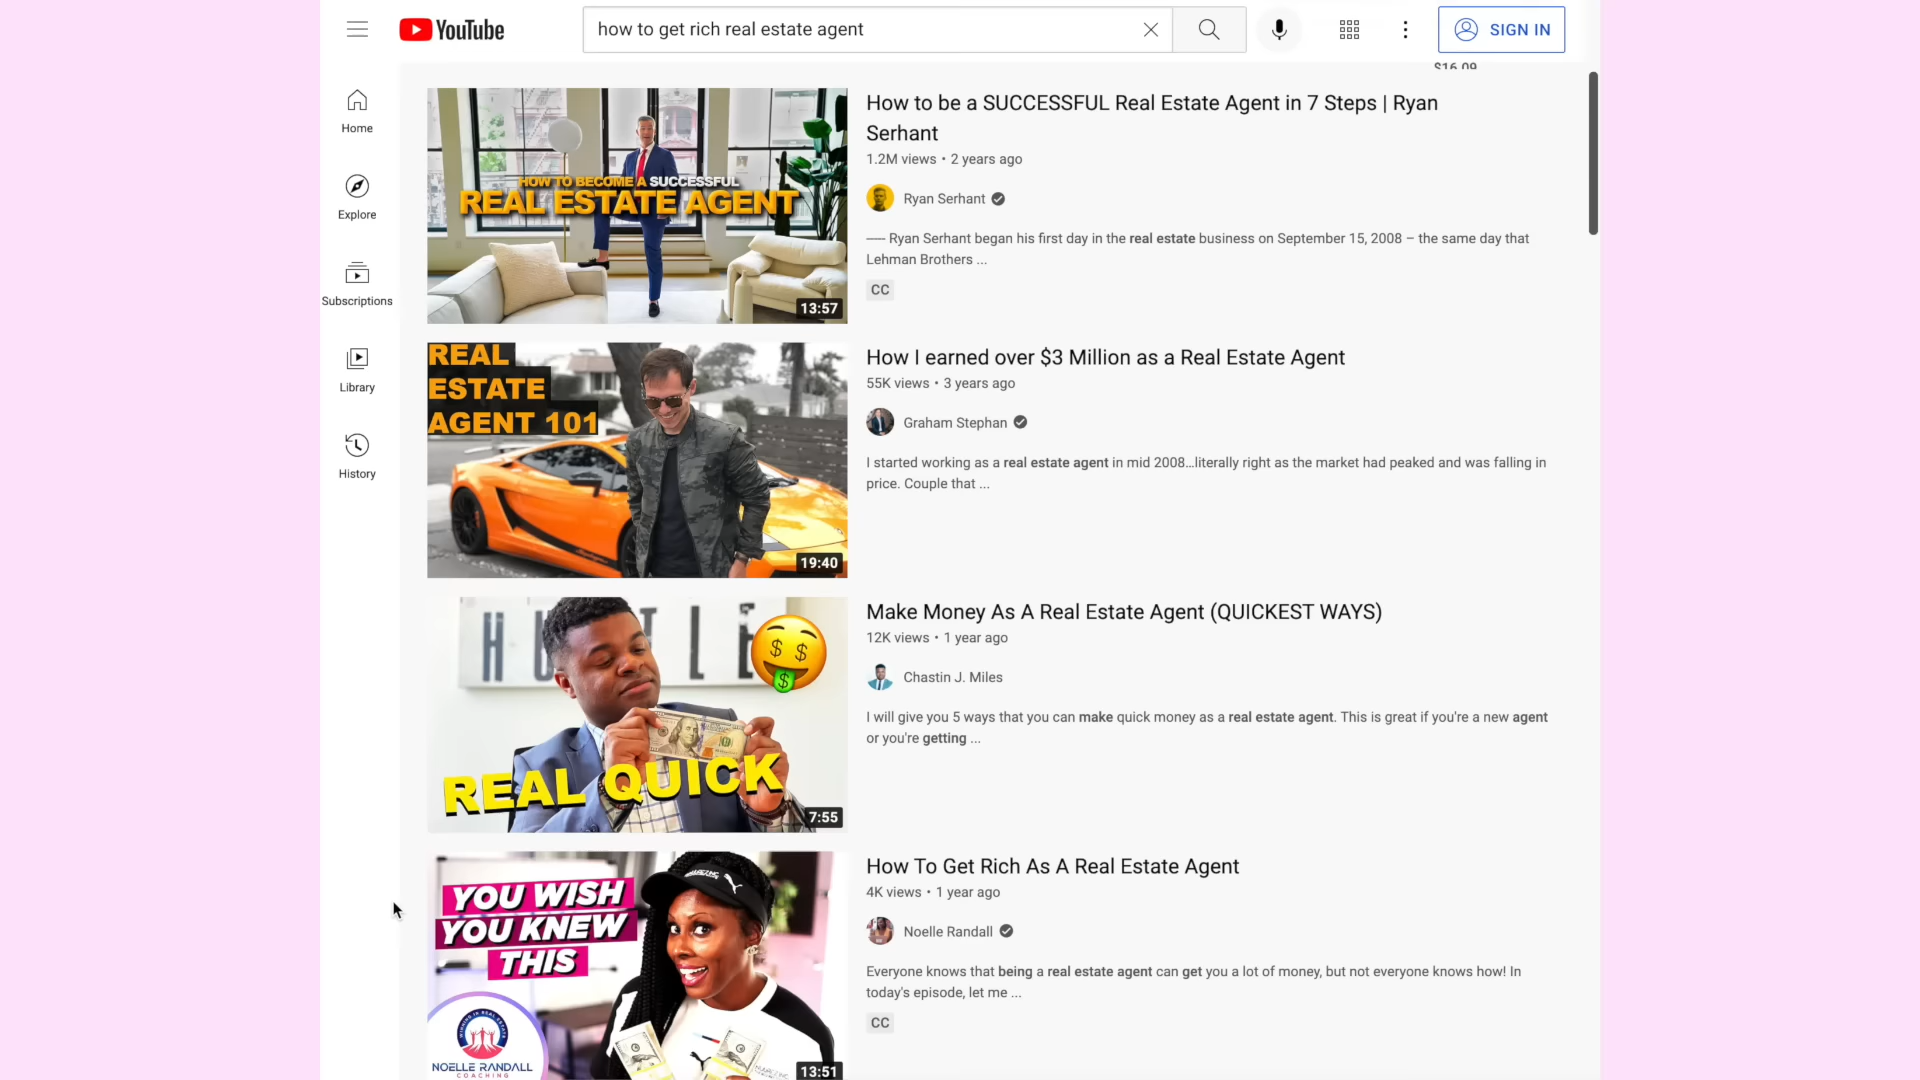 YouTube
how to get rich real estate agent
SIGN IN
$16.09
Home
Explore
Subscriptions
Library
History
HOW TO BECOME A SUCCESSFUL
REAL ESTATE AGENT
13:57
How to be a SUCCESSFUL Real Estate Agent in 7 Steps | Ryan
Serhant
1.2M views • 2 years ago
Ryan Serhant
––– Ryan Serhant began his first day in the real estate business on September 15, 2008 – the same day that
Lehman Brothers ...
CC
REAL
ESTATE
AGENT 101
19:40
How I earned over $3 Million as a Real Estate Agent
55K views • 3 years ago
Graham Stephan
I started working as a real estate agent in mid 2008...literally right as the market had peaked and was falling in
price. Couple that ...
HUSTLE
REAL QUICK
7:55
Make Money As A Real Estate Agent (QUICKEST WAYS)
12K views • 1 year ago
Chastin J. Miles
I will give you 5 ways that you can make quick money as a real estate agent. This is great if you're a new agent
or you're getting ...
YOU WISH
YOU KNEW
THIS
NOELLE RANDALL
COACHING
13:51
How To Get Rich As A Real Estate Agent
4K views • 1 year ago
Noelle Randall
Everyone knows that being a real estate agent can get you a lot of money, but not everyone knows how! In
today's episode, let me ...
CC